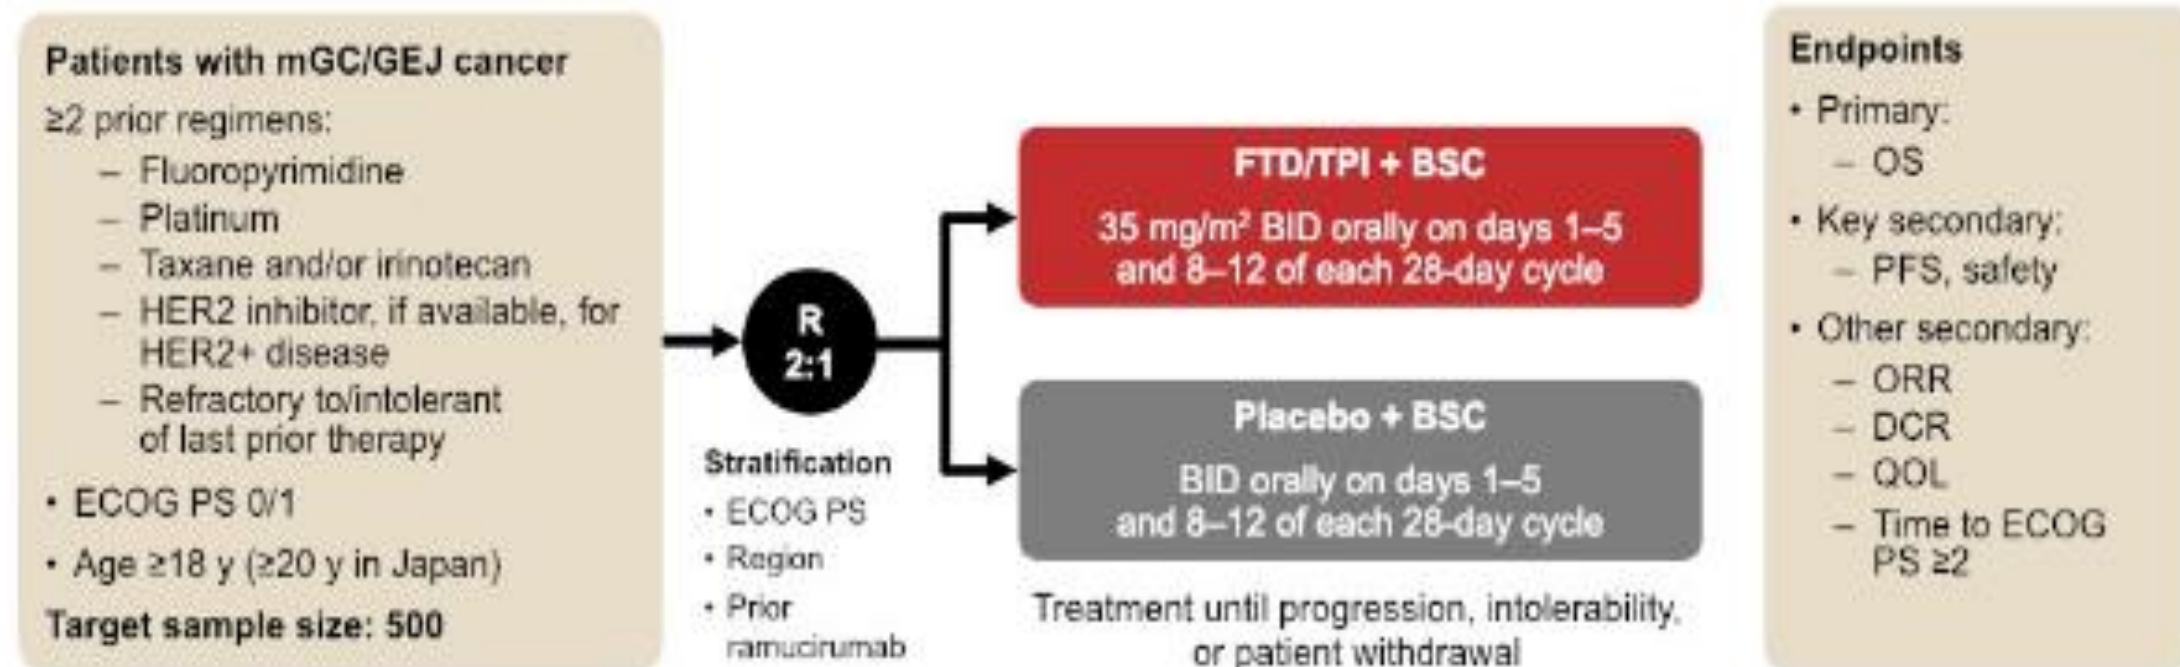 Patients with mGC/GEJ cancer
≥2 prior regimens:
– Fluoropyrimidine
– Platinum
– Taxane and/or irinotecan
– HER2 inhibitor, if available, for
HER2+ disease
– Refractory to/intolerant
of last prior therapy
• ECOG PS 0/1
• Age ≥18 y (≥20 y in Japan)
Target sample size: 500
R
2:1
Stratification
• ECOG PS
• Region
• Prior
ramucirumab
FTD/TPI + BSC
35 mg/m² BID orally on days 1–5
and 8–12 of each 28-day cycle
Placebo + BSC
BID orally on days 1–5
and 8–12 of each 28-day cycle
Treatment until progression, intolerability,
or patient withdrawal
Endpoints
• Primary:
– OS
• Key secondary:
– PFS, safety
• Other secondary:
– ORR
– DCR
– QOL
– Time to ECOG
PS ≥2